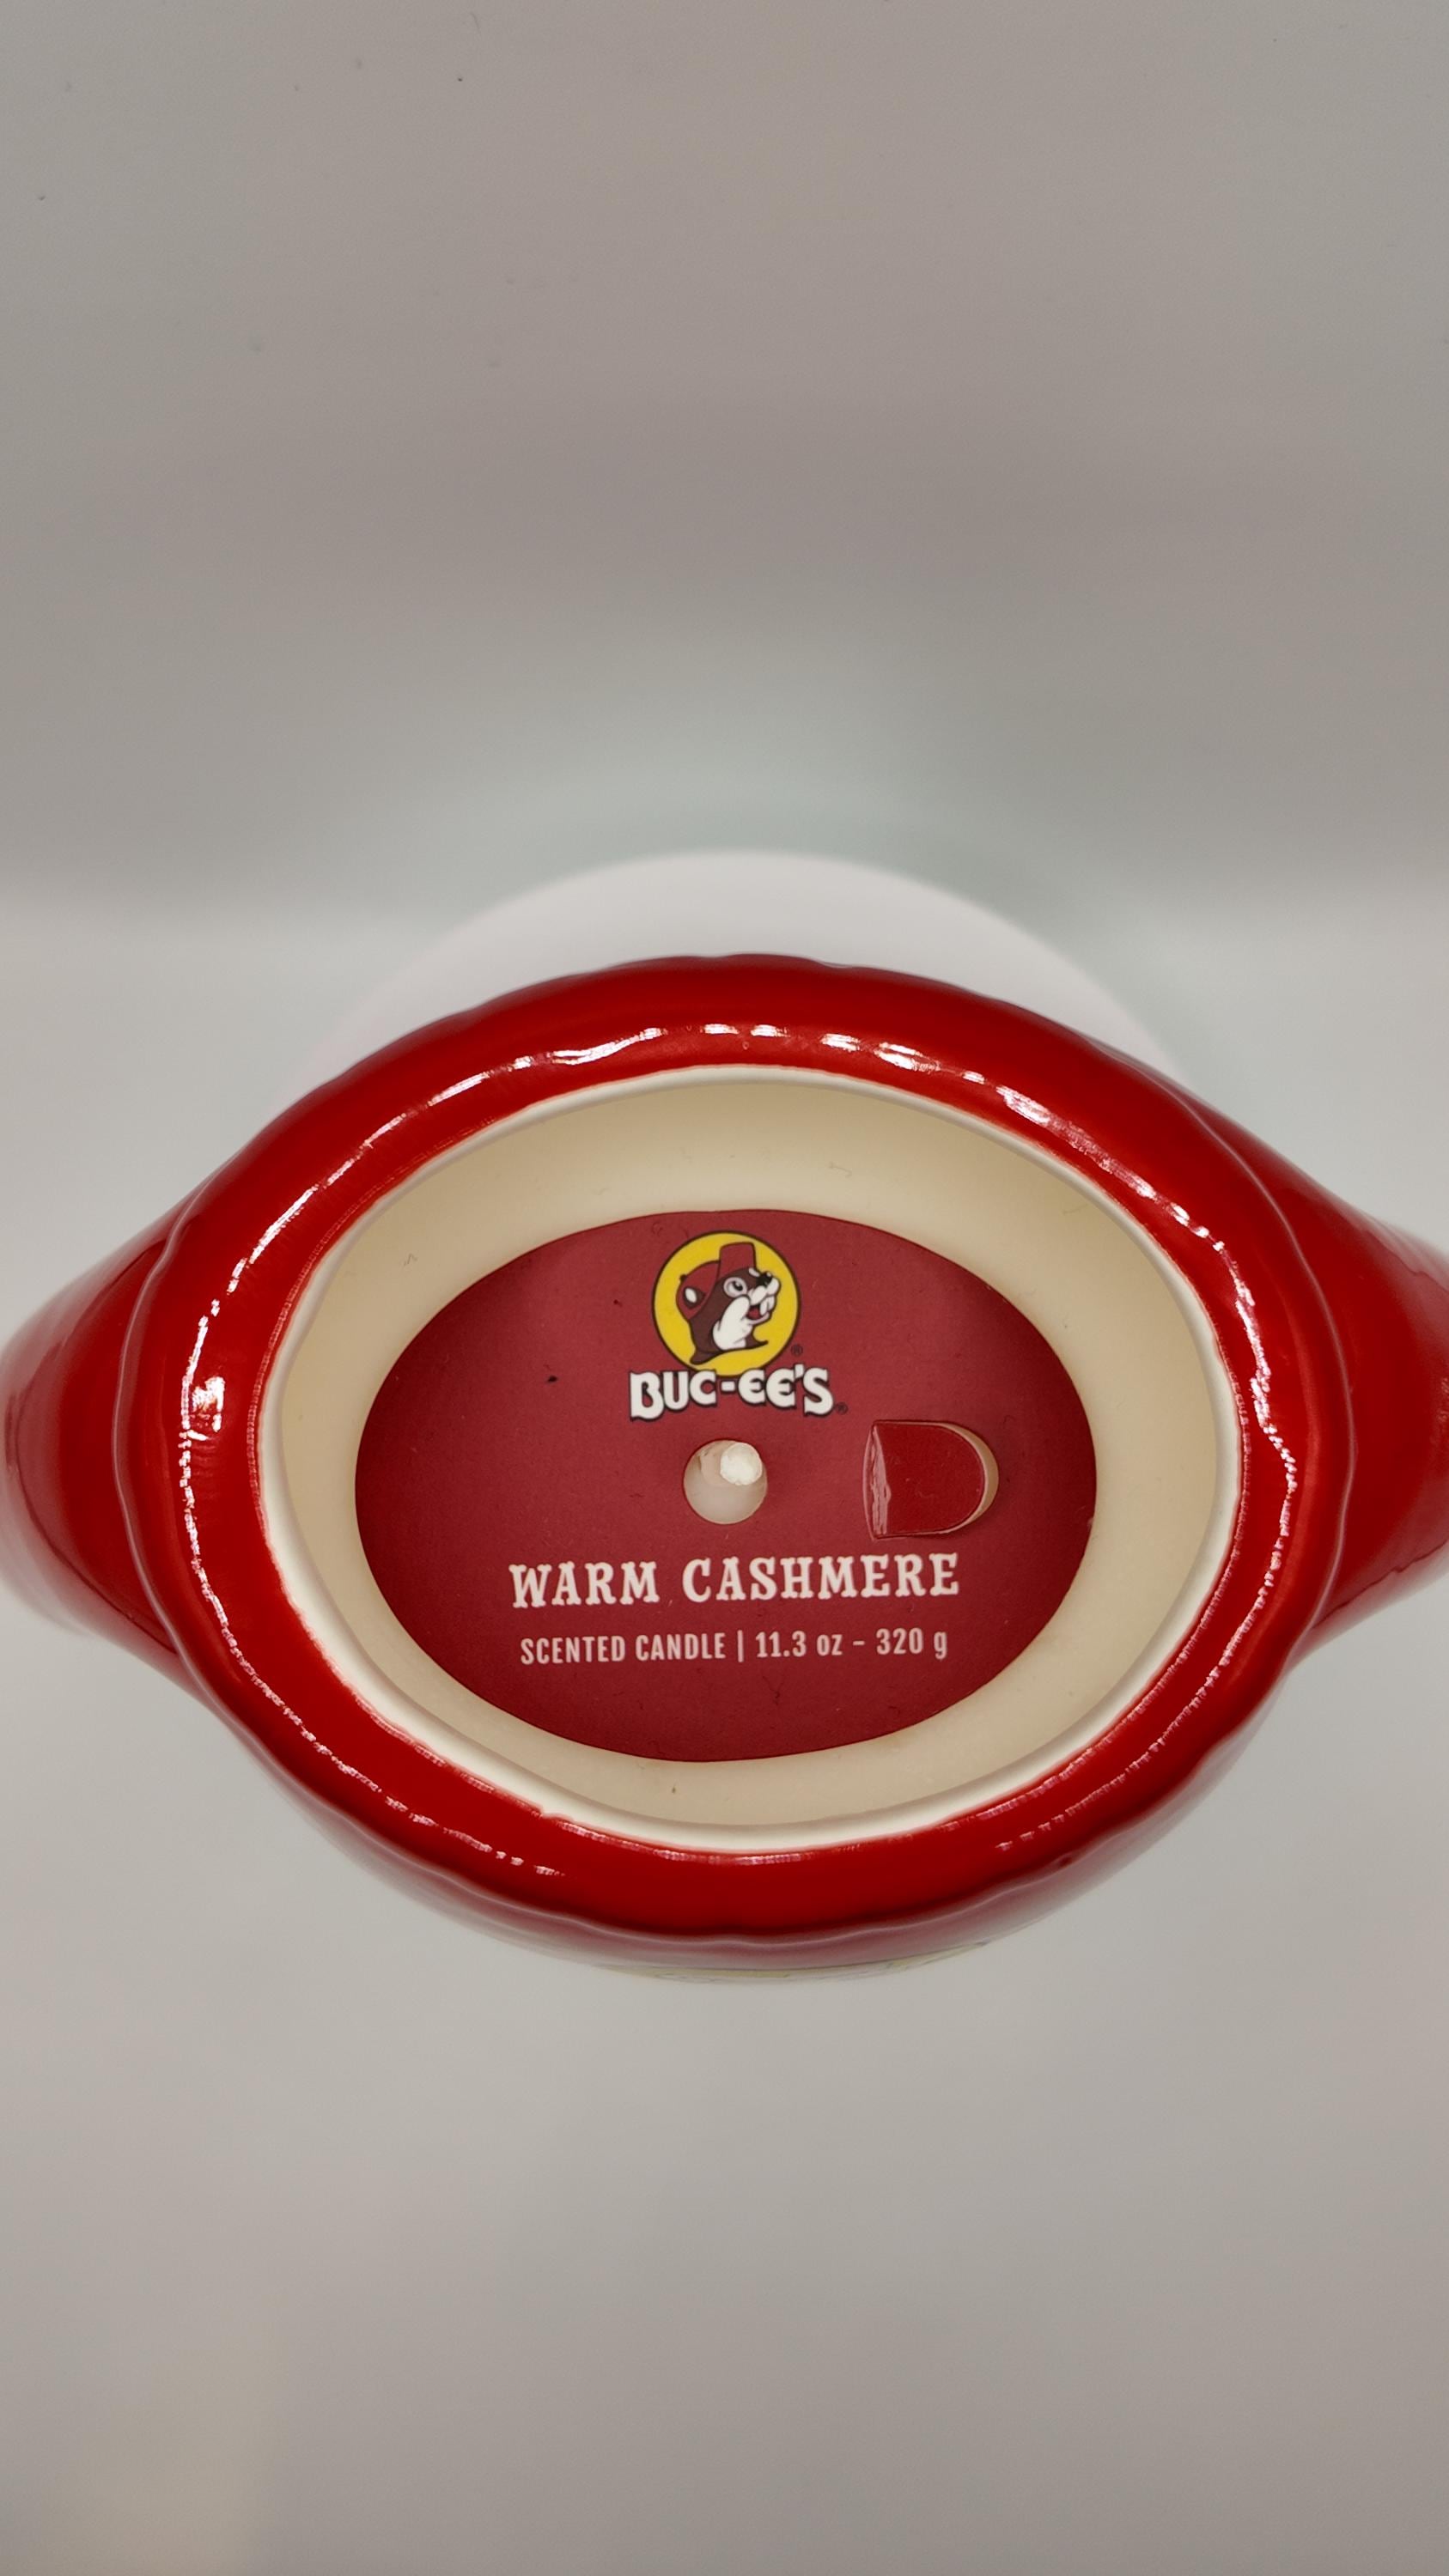 BUC-EE'S®
WARM CASHMERE
SCENTED CANDLE | 11.3 oz - 320 g